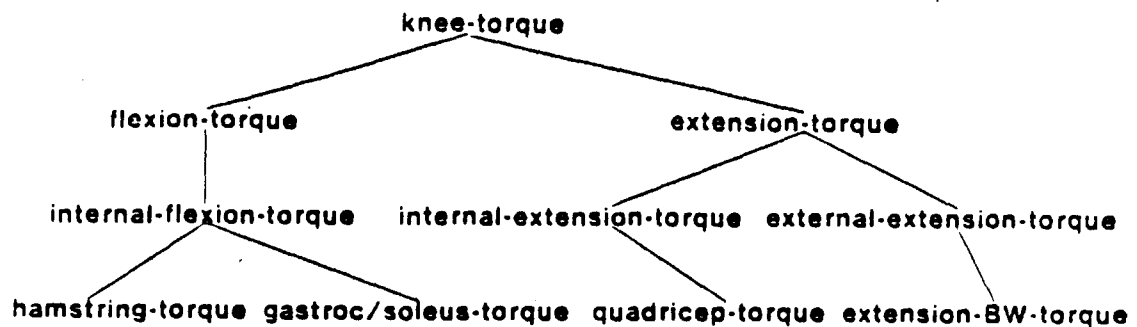 knee-torque
flexion-torque extension-torque
internal-flexion-torque internal-extension-torque external-extension-torque
hamstring-torque gastroc/soleus-torque quadricep-torque extension-BW-torque